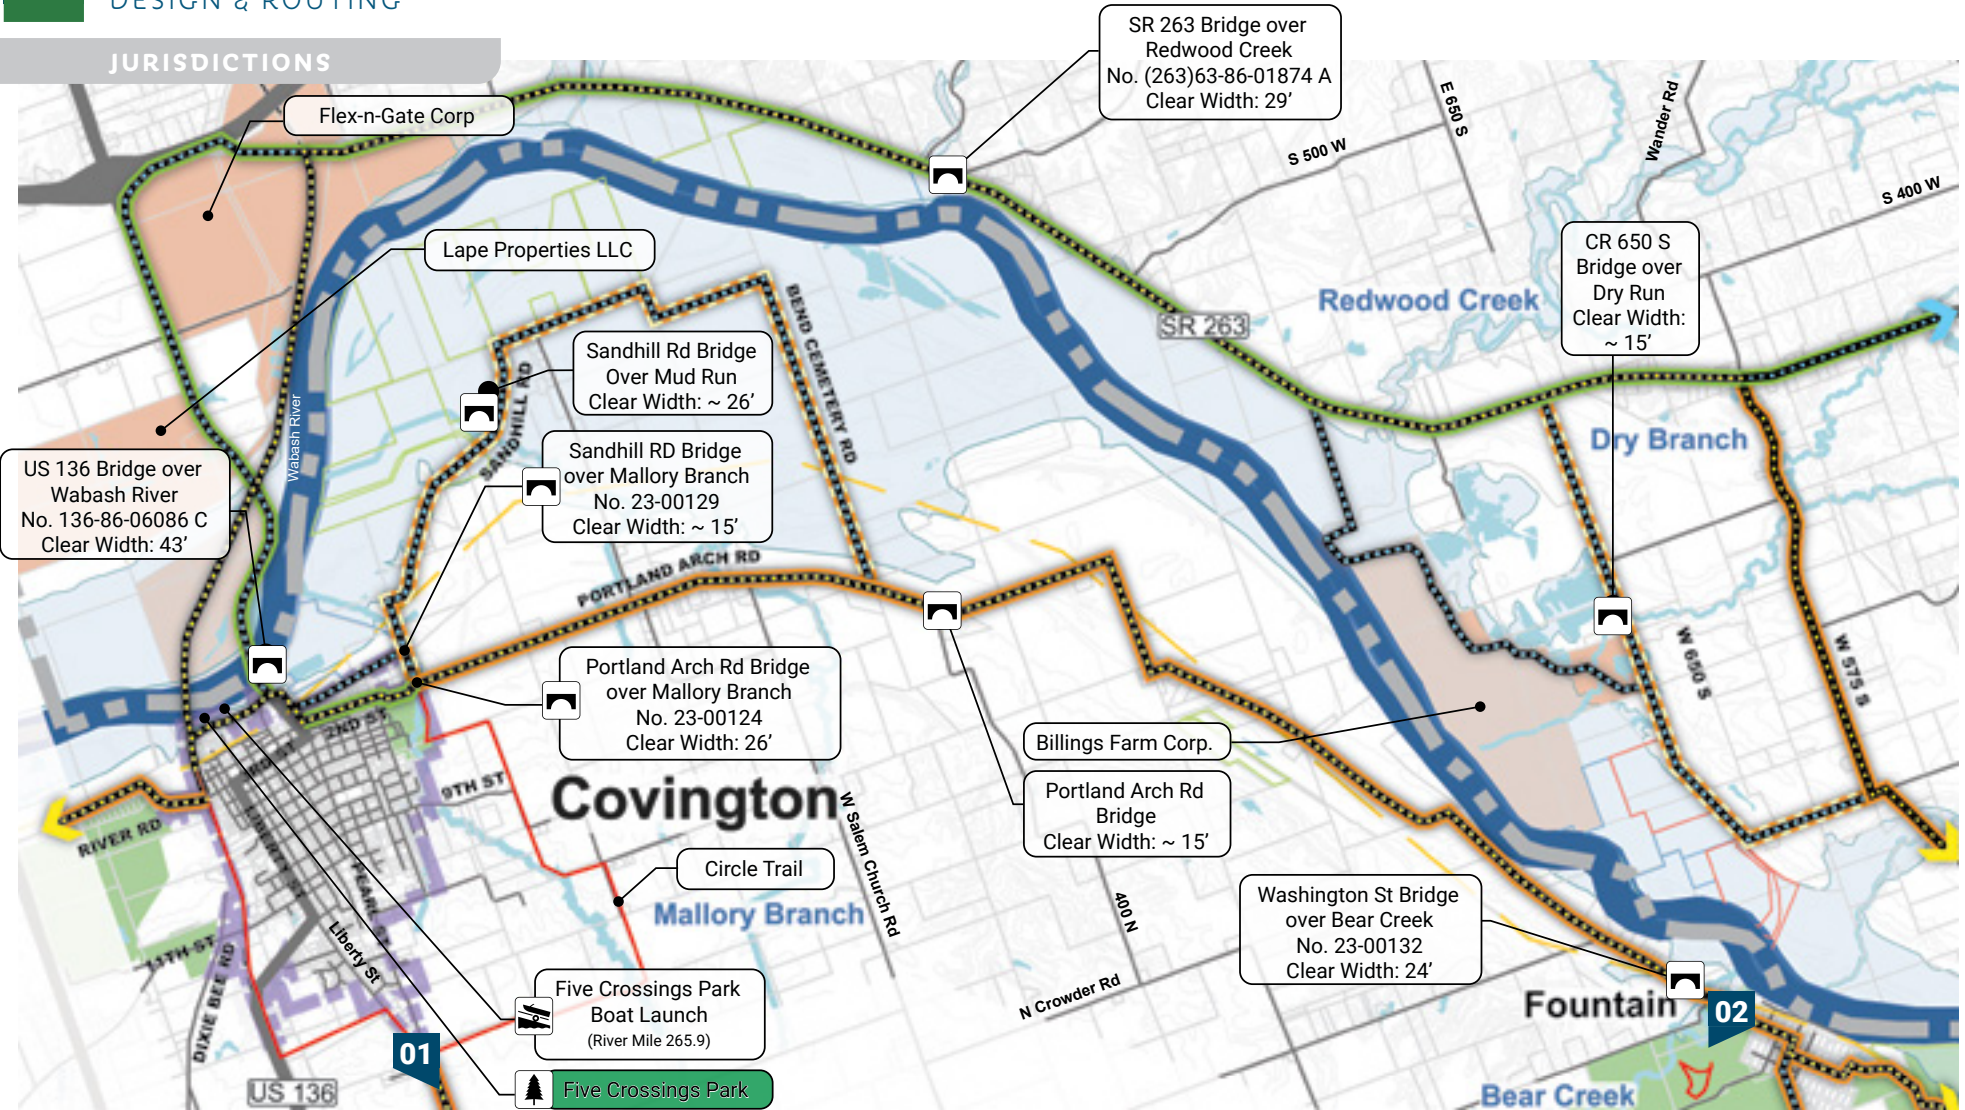 DESIGN & ROUTING
JURISDICTIONS
SR 263 Bridge over
Redwood Creek
No. (263)63-86-01874 A
Clear Width: 29’
Flex-n-Gate Corp
E 650 S
Wander Rd
S 500 W
S 400 W
Lape Properties LLC
CR 650 S
Bridge over
Dry Run
Clear Width:
~ 15’
Redwood Creek
SR 263
BEND CEMETERY RD
Sandhill Rd Bridge
Over Mud Run
Clear Width: ~ 26’
SANDHILL RD
Wabash River
Dry Branch
US 136 Bridge over
Wabash River
No. 136-86-06086 C
Clear Width: 43’
Sandhill RD Bridge
over Mallory Branch
No. 23-00129
Clear Width: ~ 15’
PORTLAND ARCH RD
Portland Arch Rd Bridge
over Mallory Branch
No. 23-00124
Clear Width: 26’
W 650 S
W 575 S
2ND ST
Billings Farm Corp.
Portland Arch Rd
Bridge
Clear Width: ~ 15’
9TH ST
Covington
W Salem Church Rd
RIVER RD
LIBERTY ST
PEARL ST
Circle Trail
Mallory Branch
400 N
Washington St Bridge
over Bear Creek
No. 23-00132
Clear Width: 24’
11TH ST
Liberty St
DIXIE BEE RD
Five Crossings Park
Boat Launch
(River Mile 265.9)
N Crowder Rd
Fountain
02
01
Five Crossings Park
US 136
Bear Creek